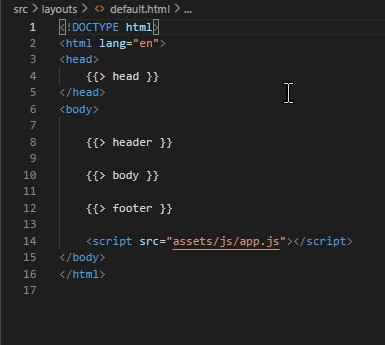 src > layouts > <> default.html > ...
1 <!DOCTYPE html>
2 <html lang="en">
3 <head>
4 {{> head }}
5 </head>
6 <body>
7
8 {{> header }}
9
10 {{> body }}
11
12 {{> footer }}
13
14 <script src="assets/js/app.js"></script>
15 </body>
16 </html>
17